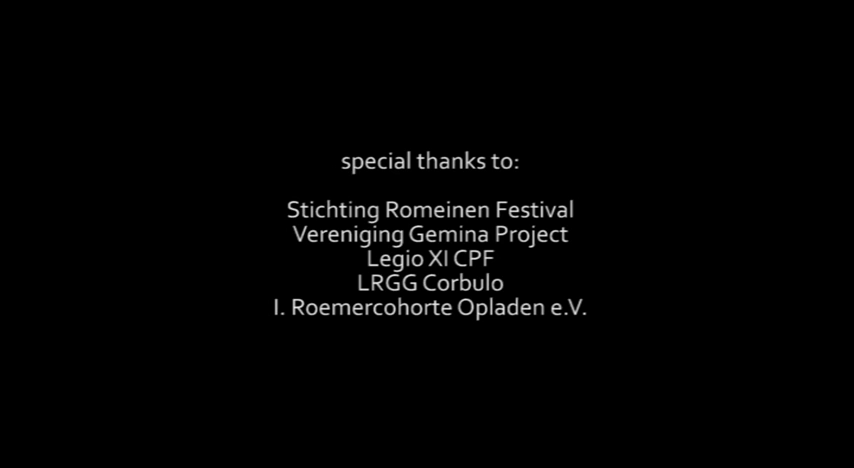 special thanks to:
Stichting Romeinen Festival
Vereniging Gemina Project
Legio XI CPF
LRGG Corbulo
I. Roemercohorte Opladen e.V.